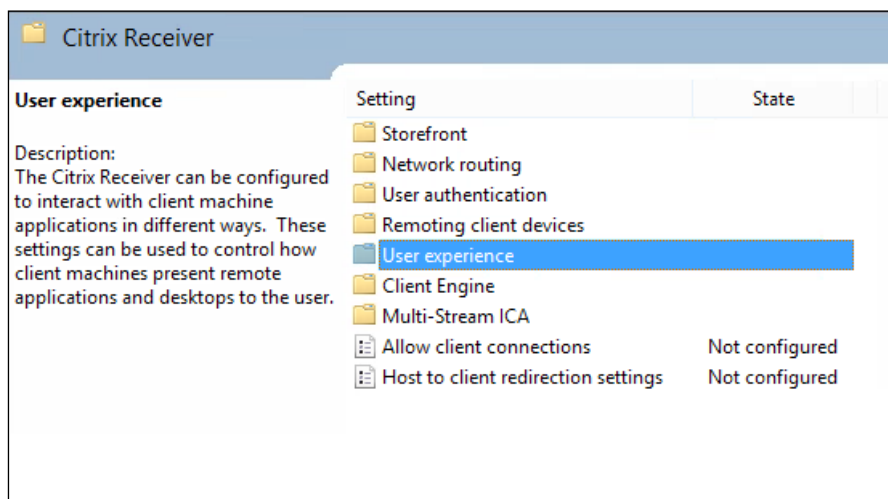 Citrix Receiver
User experience
Description:
The Citrix Receiver can be configured
to interact with client machine
applications in different ways.  These
settings can be used to control how
client machines present remote
applications and desktops to the user.
Setting State
Storefront
Network routing
User authentication
Remoting client devices
User experience
Client Engine
Multi-Stream ICA
Allow client connections Not configured
Host to client redirection settings Not configured